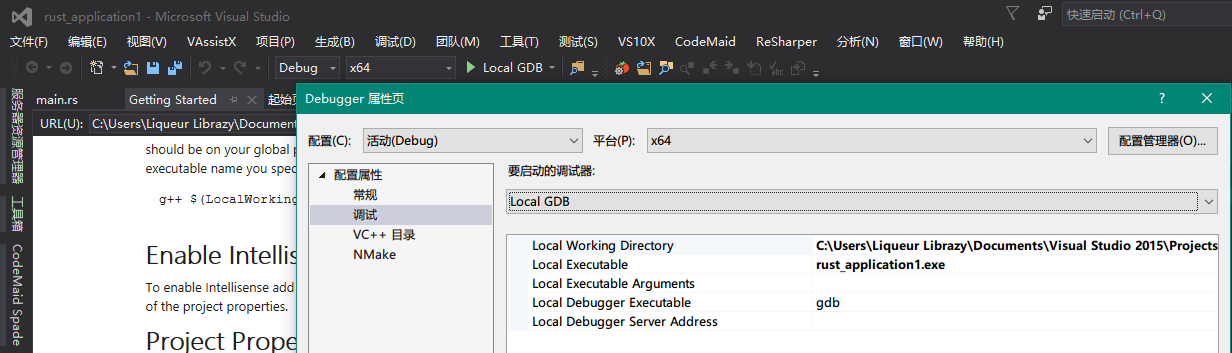 rust_application1 - Microsoft Visual Studio
快速启动 (Ctrl+Q)
文件(F) 编辑(E) 视图(V) VAssistX 项目(P) 生成(B) 调试(D) 团队(M) 工具(T) 测试(S) VS10X CodeMaid ReSharper 分析(N) 窗口(W) 帮助(H)
Debug x64 Local GDB
服务器资源管理器
工具箱
CodeMaid Spade
main.rs Getting Started 起始页
URL(U): C:\Users\Liqueur Librazy\Documents
should be on your global p
executable name you spec
g++ $(LocalWorking
Enable Intellis
To enable Intellisense add
of the project properties.
Project Prope
Debugger 属性页
配置(C): 活动(Debug) 平台(P): x64 配置管理器(O)...
配置属性
常规
调试
VC++ 目录
NMake
要启动的调试器:
Local GDB
Local Working Directory C:\Users\Liqueur Librazy\Documents\Visual Studio 2015\Projects
Local Executable rust_application1.exe
Local Executable Arguments
Local Debugger Executable gdb
Local Debugger Server Address